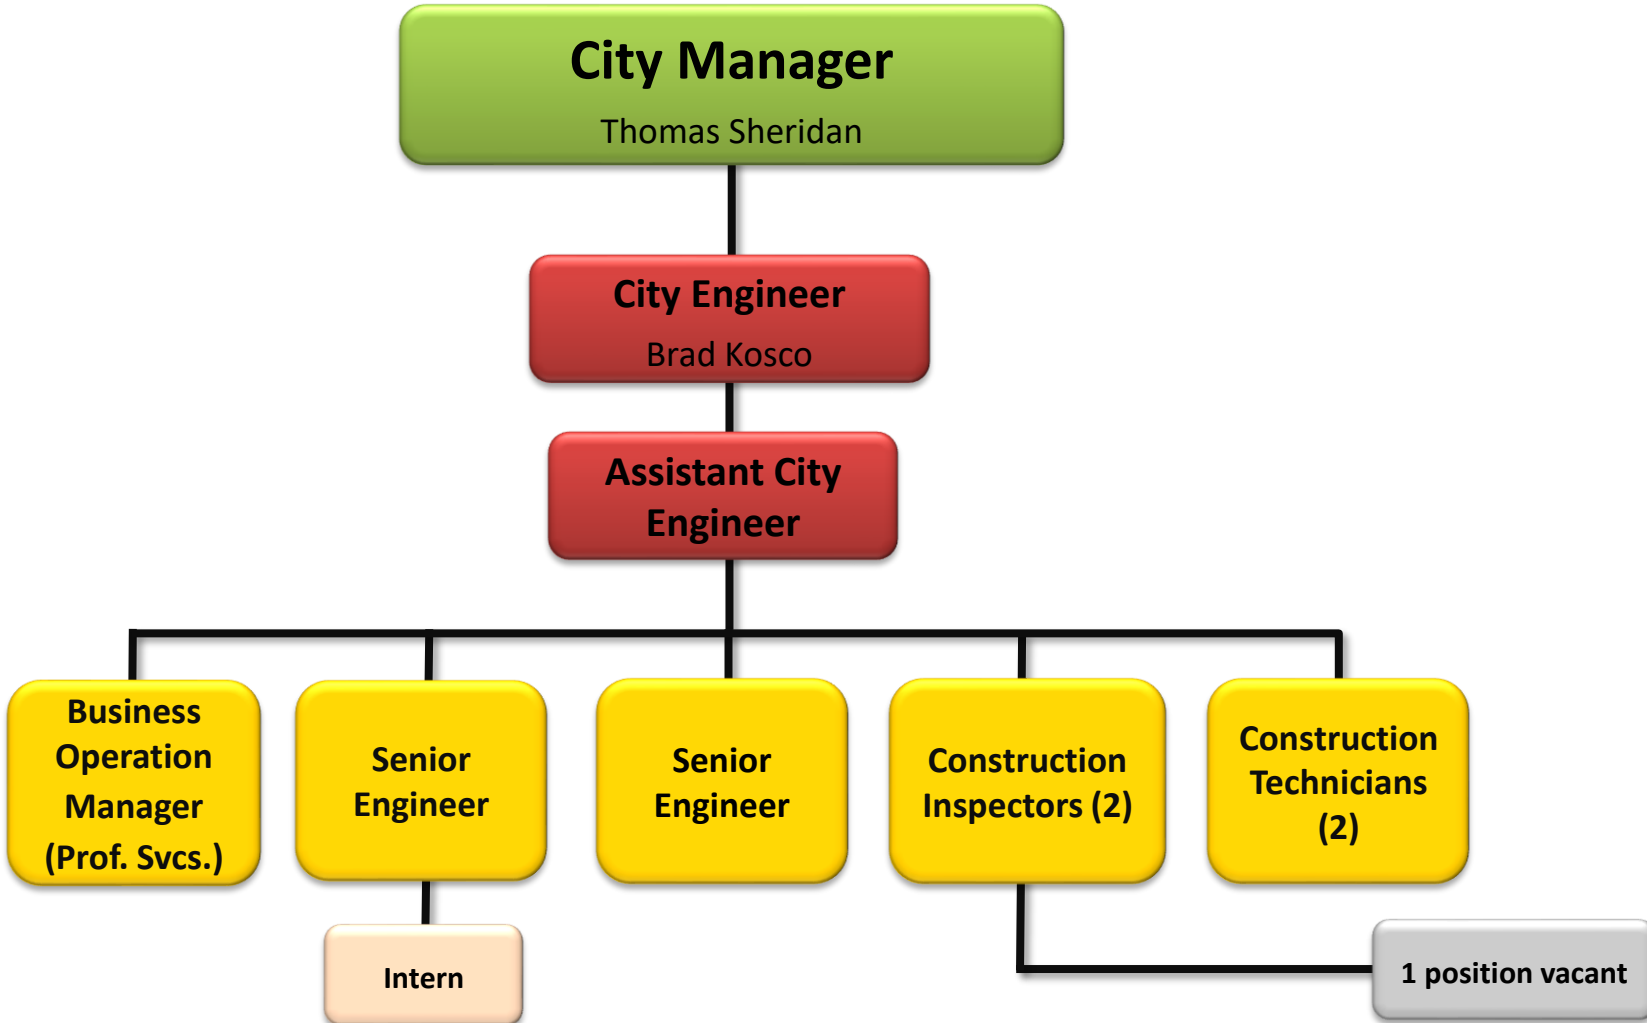 City Manager
Thomas Sheridan
City Engineer
Brad Kosco
Assistant City
Engineer
Business
Operation
Manager
(Prof. Svcs.)
Senior
Engineer
Senior
Engineer
Construction
Inspectors (2)
Construction
Technicians
(2)
Intern
1 position vacant